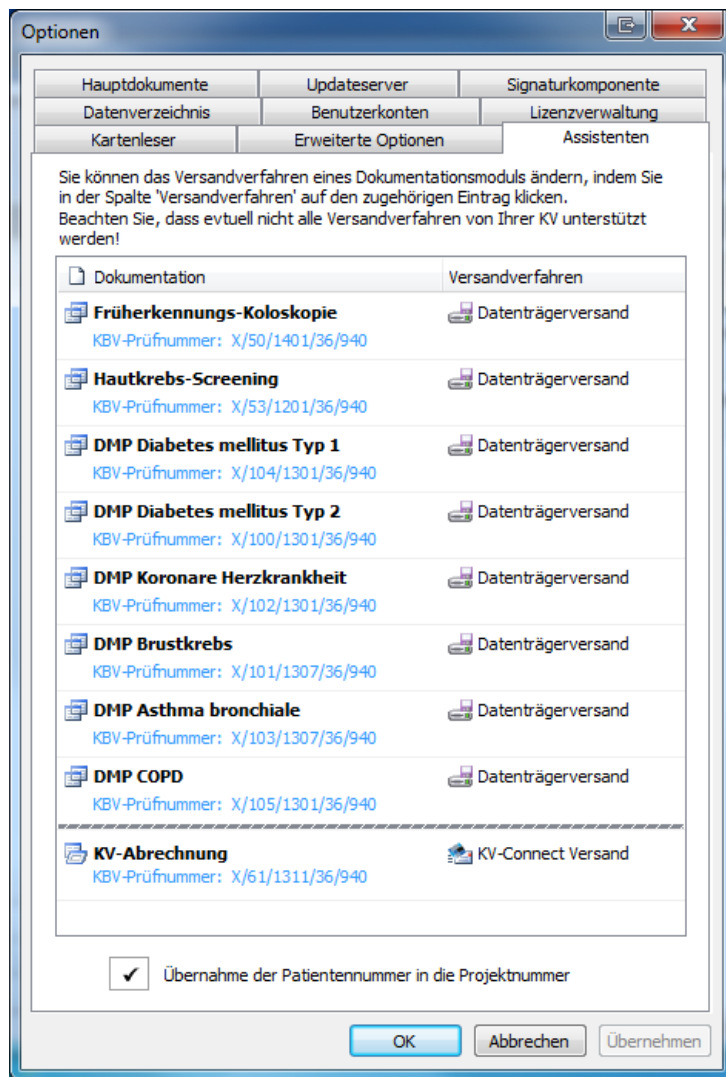 Optionen
Hauptdokumente Updateserver Signaturkomponente
Datenverzeichnis Benutzerkonten Lizenzverwaltung
Kartenleser Erweiterte Optionen Assistenten
Sie können das Versandverfahren eines Dokumentationsmoduls ändern, indem Sie
in der Spalte 'Versandverfahren' auf den zugehörigen Eintrag klicken.
Beachten Sie, dass evtuell nicht alle Versandverfahren von Ihrer KV unterstützt
werden!
Dokumentation Versandverfahren
Früherkennungs-Koloskopie Datenträgerversand
KBV-Prüfnummer: X/50/1401/36/940
Hautkrebs-Screening Datenträgerversand
KBV-Prüfnummer: X/53/1201/36/940
DMP Diabetes mellitus Typ 1 Datenträgerversand
KBV-Prüfnummer: X/104/1301/36/940
DMP Diabetes mellitus Typ 2 Datenträgerversand
KBV-Prüfnummer: X/100/1301/36/940
DMP Koronare Herzkrankheit Datenträgerversand
KBV-Prüfnummer: X/102/1301/36/940
DMP Brustkrebs Datenträgerversand
KBV-Prüfnummer: X/101/1307/36/940
DMP Asthma bronchiale Datenträgerversand
KBV-Prüfnummer: X/103/1307/36/940
DMP COPD Datenträgerversand
KBV-Prüfnummer: X/105/1301/36/940
KV-Abrechnung KV-Connect Versand
KBV-Prüfnummer: X/61/1311/36/940
Übernahme der Patientennummer in die Projektnummer
OK Abbrechen Übernehmen